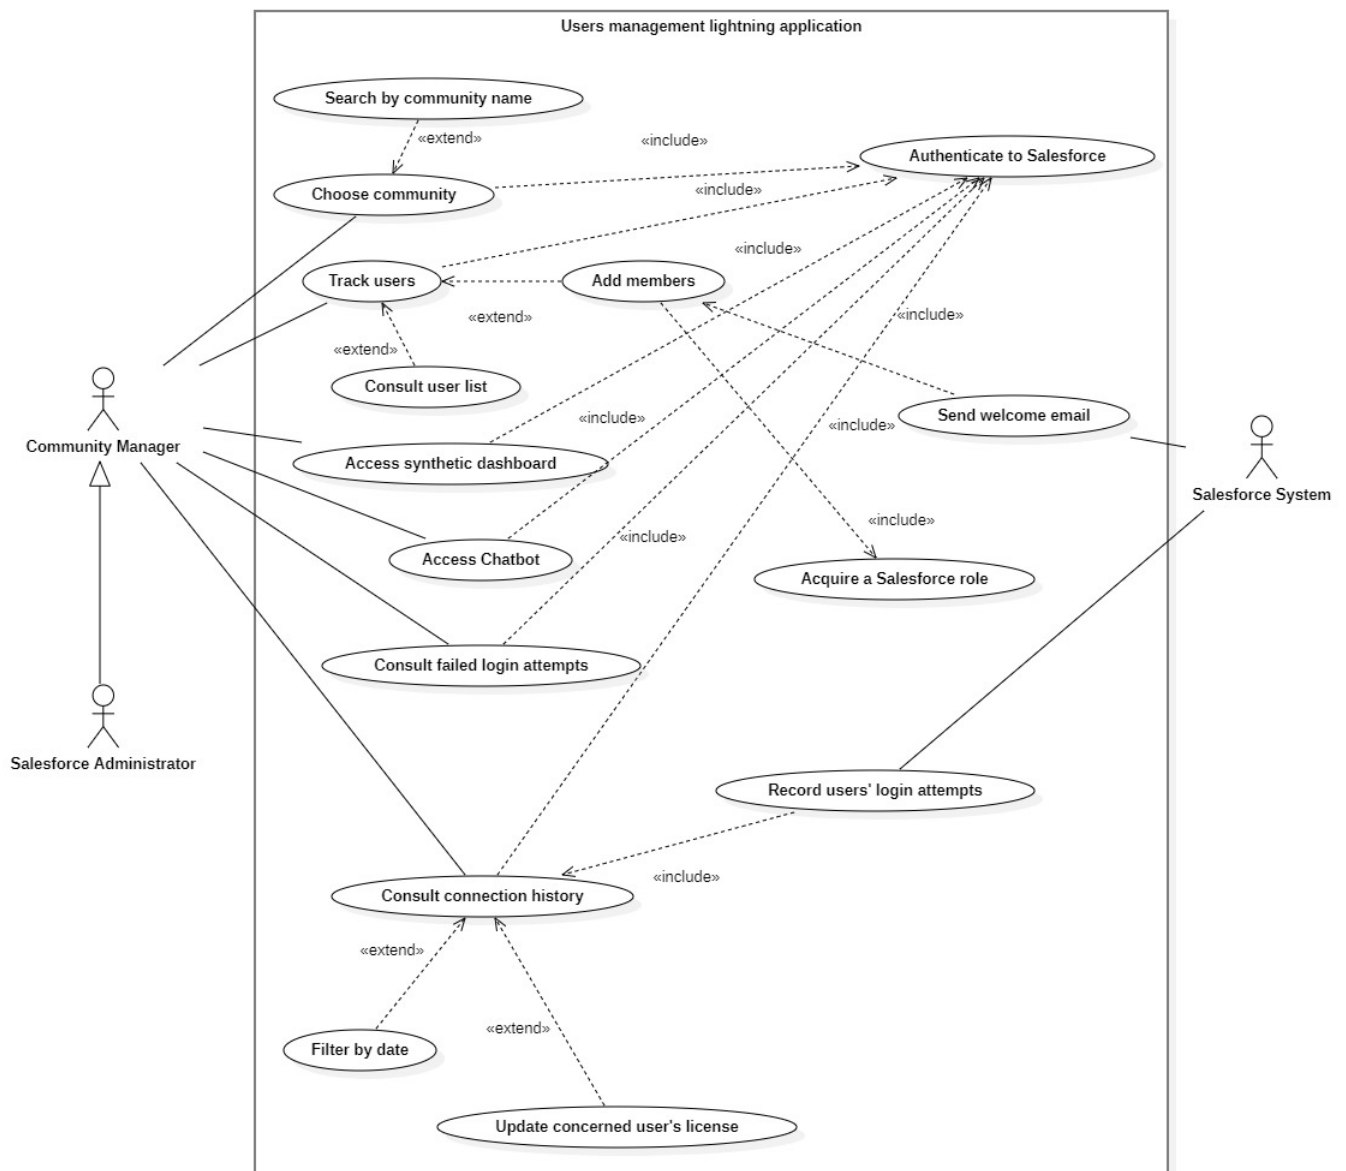 Users management lightning application
Search by community name
«extend»
«include»
Authenticate to Salesforce
Choose community
«include»
«include»
Track users
Add members
«extend»
«include»
«extend»
Consult user list
Send welcome email
«include»
«include»
Community Manager
Access synthetic dashboard
Salesforce System
«include»
«include»
Access Chatbot
Acquire a Salesforce role
Consult failed login attempts
Salesforce Administrator
Record users' login attempts
«include»
Consult connection history
«extend»
«extend»
Filter by date
Update concerned user's license